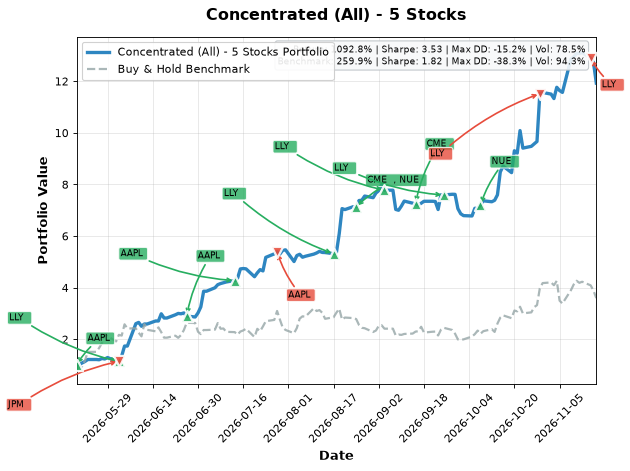 Concentrated (All) - 5 Stocks
Concentrated (All) - 5 Stocks Portfolio
Buy & Hold Benchmark
092.8% | Sharpe: 3.53 | Max DD: -15.2% | Vol: 78.5%
259.9% | Sharpe: 1.82 | Max DD: -38.3% | Vol: 94.3%
LLY
CME
LLY
LLY
LLY
NUE
CME , NUE
LLY
AAPL
AAPL
AAPL
LLY
AAPL
JPM
Portfolio Value
12
10
8
6
4
2
2026-05-29
2026-06-14
2026-06-30
2026-07-16
2026-08-01
2026-08-17
2026-09-02
2026-09-18
2026-10-04
2026-10-20
2026-11-05
Date